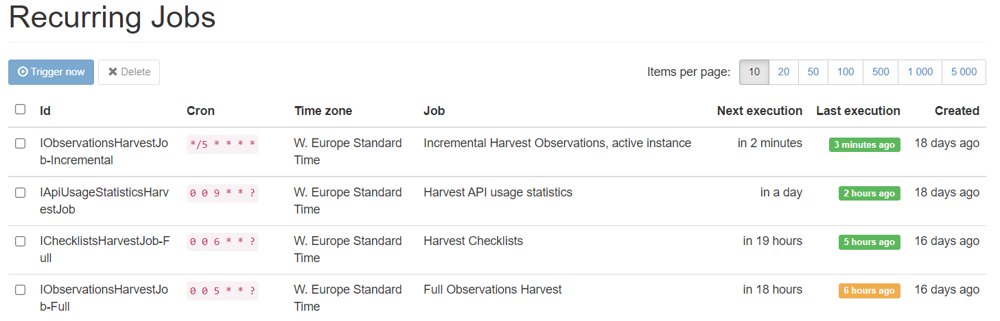 Recurring Jobs
Trigger now Delete Items per page: 10 20 50 100 500 1 000 5 000
Id Cron Time zone Job Next execution Last execution Created
IObservationsHarvestJo */5 * * * * W. Europe Standard Incremental Harvest Observations, active instance in 2 minutes 3 minutes ago 18 days ago
b-Incremental Time
IApiUsageStatisticsHarv 0 0 9 * * ? W. Europe Standard Harvest API usage statistics in a day 2 hours ago 18 days ago
estJob Time
IChecklistsHarvestJob-F 0 0 6 * * ? W. Europe Standard Harvest Checklists in 19 hours 5 hours ago 16 days ago
ull Time
IObservationsHarvestJo 0 0 5 * * ? W. Europe Standard Full Observations Harvest in 18 hours 6 hours ago 16 days ago
b-Full Time